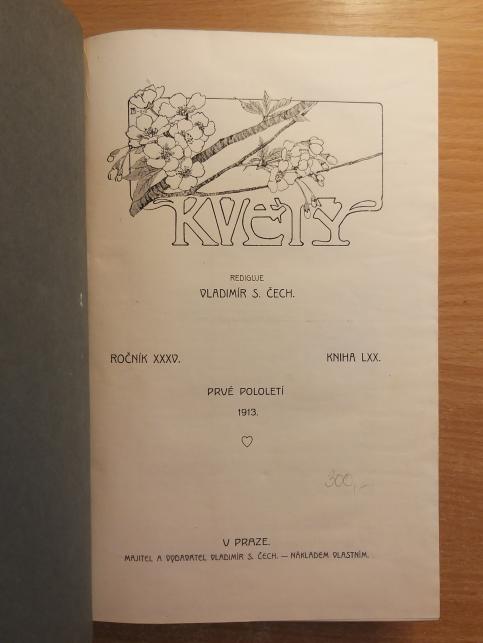 KVĚTY
REDIGUJE
VLADIMÍR S. ČECH.
ROČNÍK XXXV. KNIHA LXX.
PRVÉ POLOLETÍ
1913.
300,–
V PRAZE.
MAJITEL A VYDAVATEL VLADIMÍR S. ČECH. — NÁKLADEM VLASTNÍM.